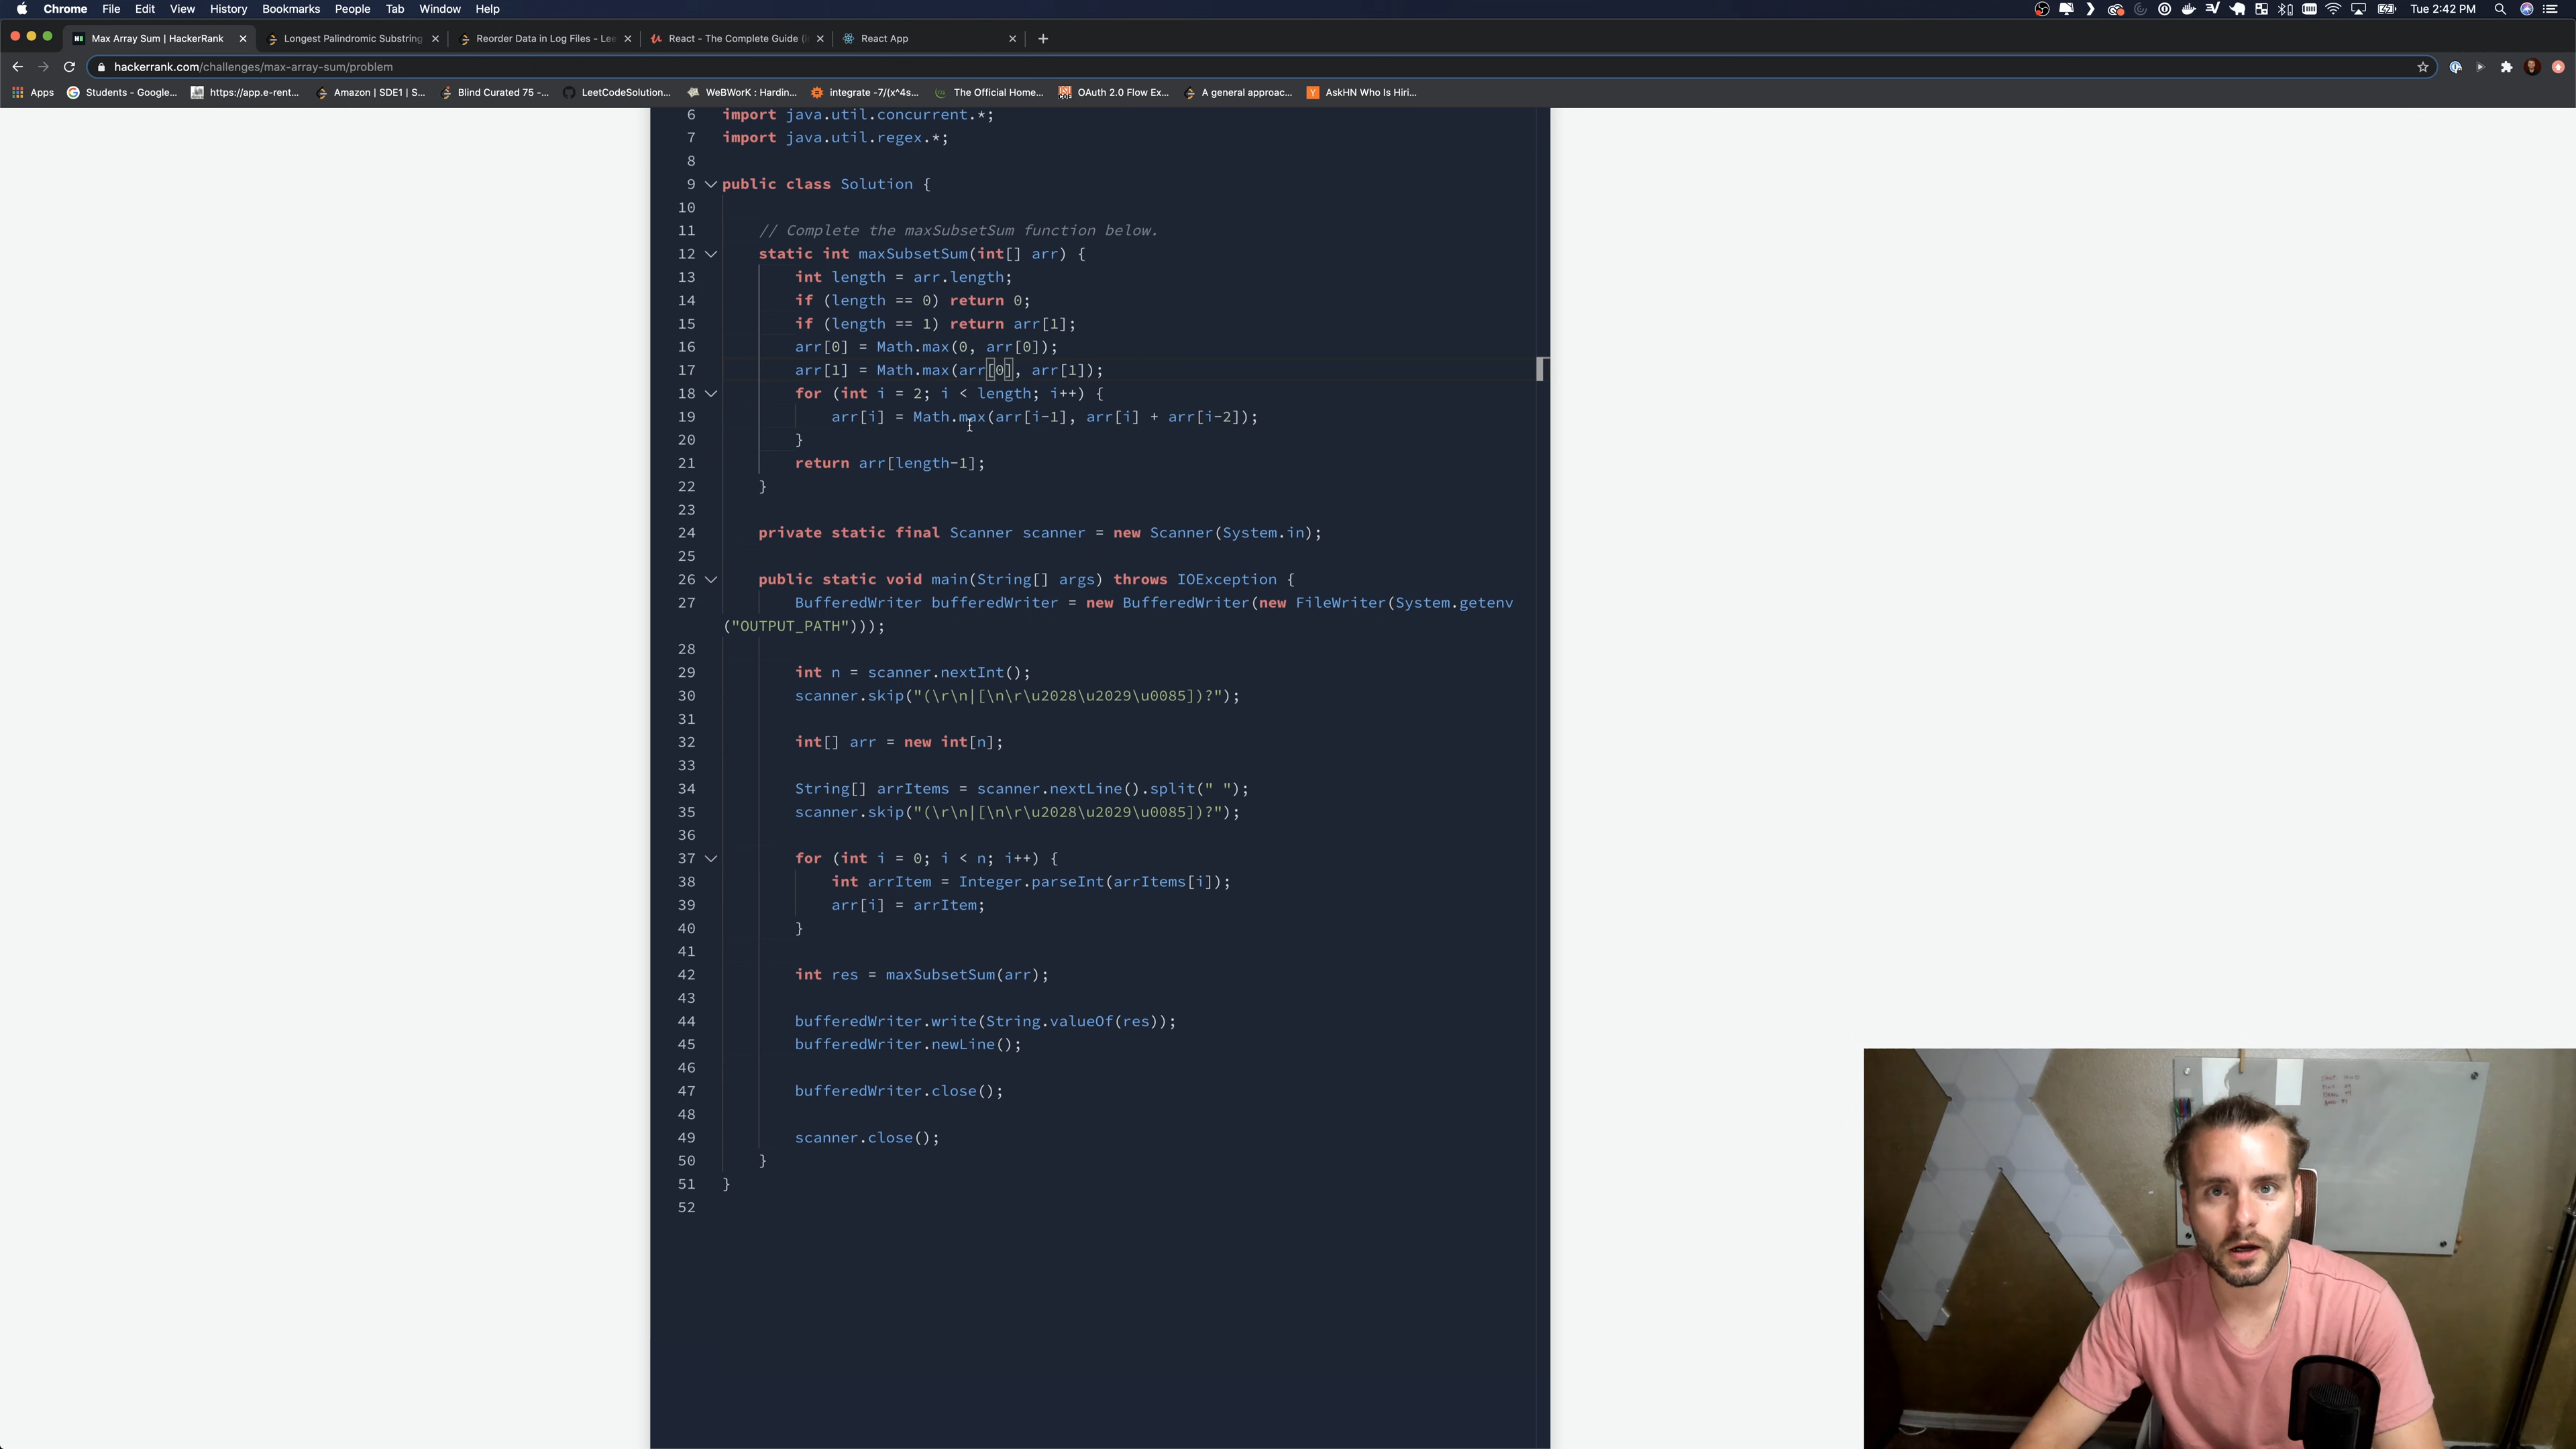 Chrome File Edit View History Bookmarks People Tab Window Help Tue 2:42 PM
Max Array Sum | HackerRank Longest Palindromic Substring Reorder Data in Log Files - Lee React - The Complete Guide (i React App
hackerrank.com/challenges/max-array-sum/problem
Apps Students - Google... https://app.e-rent... Amazon | SDE1 | S... Blind Curated 75 -... LeetCodeSolution... WeBWorK : Hardin... integrate -7/(x^4s... The Official Home... OAuth 2.0 Flow Ex... A general approac... AskHN Who Is Hiri...
6 import java.util.concurrent.*;
7 import java.util.regex.*;
8
9 public class Solution {
10
11 // Complete the maxSubsetSum function below.
12 static int maxSubsetSum(int[] arr) {
13 int length = arr.length;
14 if (length == 0) return 0;
15 if (length == 1) return arr[1];
16 arr[0] = Math.max(0, arr[0]);
17 arr[1] = Math.max(arr[0], arr[1]);
18 for (int i = 2; i < length; i++) {
19 arr[i] = Math.max(arr[i-1], arr[i] + arr[i-2]);
20 }
21 return arr[length-1];
22 }
23
24 private static final Scanner scanner = new Scanner(System.in);
25
26 public static void main(String[] args) throws IOException {
27 BufferedWriter bufferedWriter = new BufferedWriter(new FileWriter(System.getenv
("OUTPUT_PATH")));
28
29 int n = scanner.nextInt();
30 scanner.skip("(\r\n|[\n\r\u2028\u2029\u0085])?");
31
32 int[] arr = new int[n];
33
34 String[] arrItems = scanner.nextLine().split(" ");
35 scanner.skip("(\r\n|[\n\r\u2028\u2029\u0085])?");
36
37 for (int i = 0; i < n; i++) {
38 int arrItem = Integer.parseInt(arrItems[i]);
39 arr[i] = arrItem;
40 }
41
42 int res = maxSubsetSum(arr);
43
44 bufferedWriter.write(String.valueOf(res));
45 bufferedWriter.newLine();
46
47 bufferedWriter.close();
48
49 scanner.close();
50 }
51 }
52